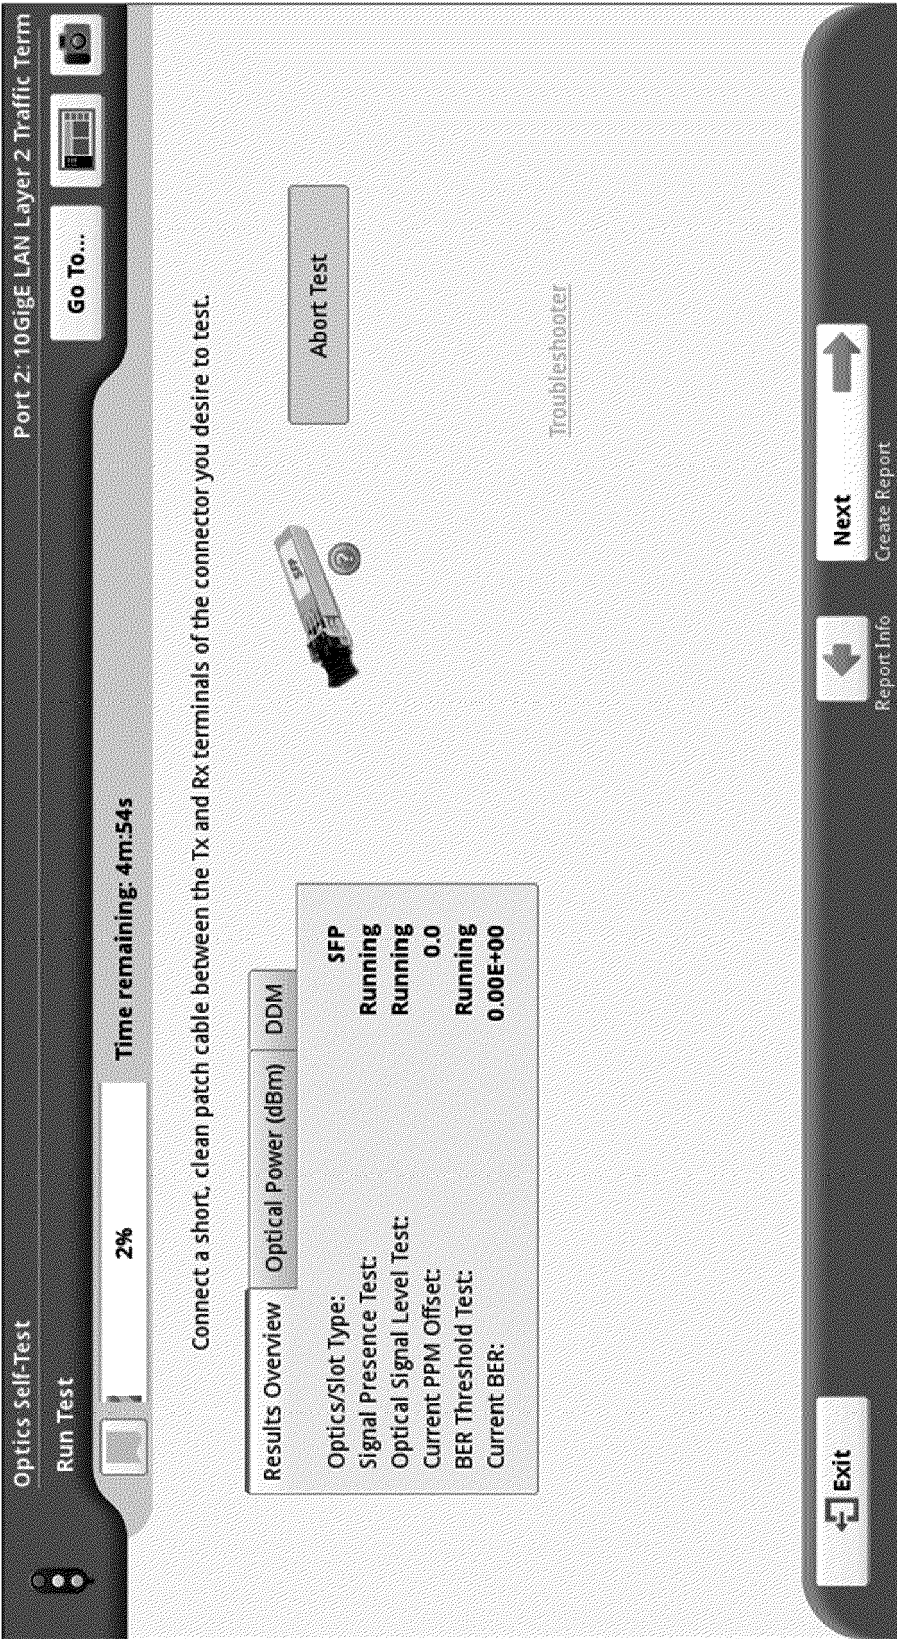 Optics Self-Test
Port 2: 10GigE LAN Layer 2 Traffic Term
Run Test
Go To...
2%
Time remaining: 4m:54s
Connect a short, clean patch cable between the Tx and Rx terminals of the connector you desire to test.
Results Overview
Optical Power (dBm)
DDM
Optics/Slot Type: SFP
Signal Presence Test: Running
Optical Signal Level Test: Running
Current PPM Offset: 0.0
BER Threshold Test: Running
Current BER: 0.00E+00
SFP
?
Abort Test
Troubleshooter
Exit
Next
Report Info
Create Report